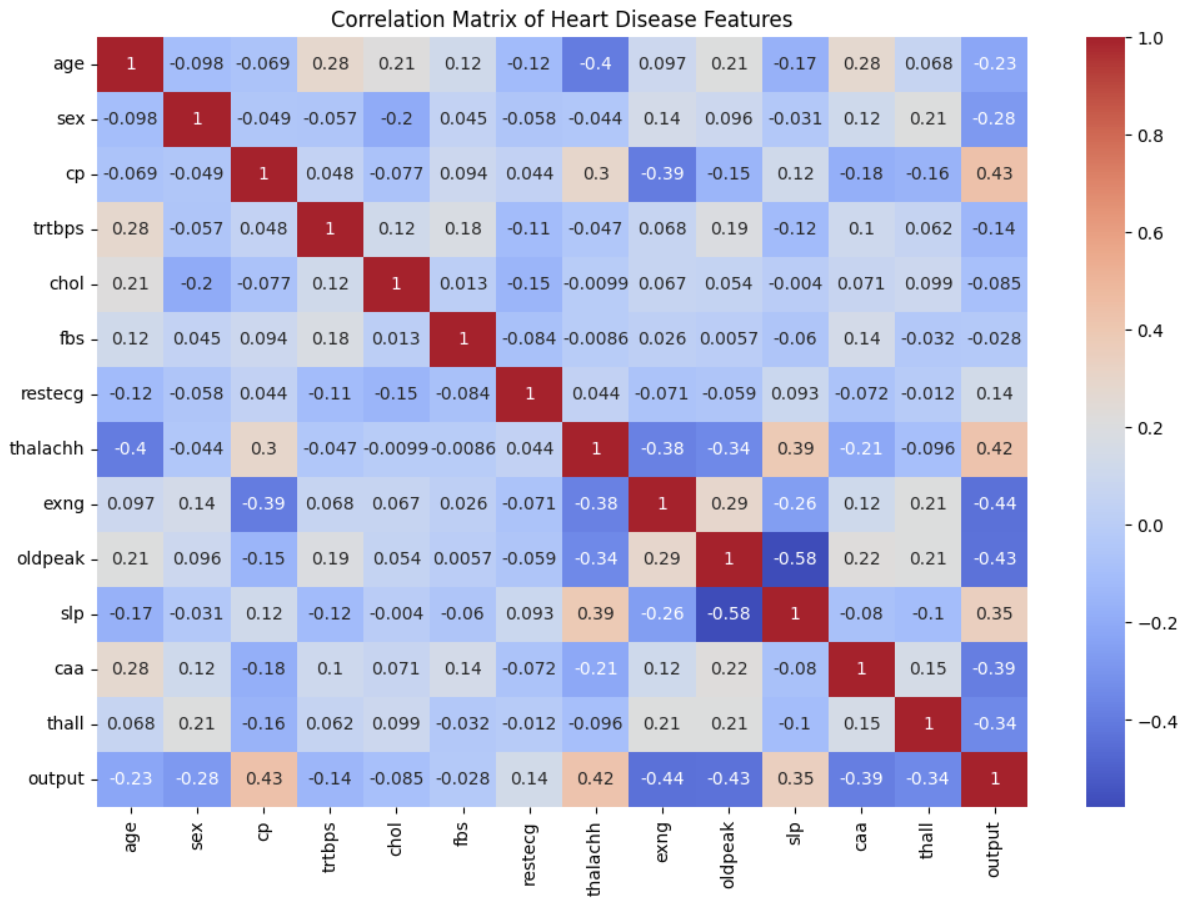 Correlation Matrix of Heart Disease Features
age 1 -0.098 -0.069 0.28 0.21 0.12 -0.12 -0.4 0.097 0.21 -0.17 0.28 0.068 -0.23
sex -0.098 1 -0.049 -0.057 -0.2 0.045 -0.058 -0.044 0.14 0.096 -0.031 0.12 0.21 -0.28
cp -0.069 -0.049 1 0.048 -0.077 0.094 0.044 0.3 -0.39 -0.15 0.12 -0.18 -0.16 0.43
trtbps 0.28 -0.057 0.048 1 0.12 0.18 -0.11 -0.047 0.068 0.19 -0.12 0.1 0.062 -0.14
chol 0.21 -0.2 -0.077 0.12 1 0.013 -0.15 -0.0099 0.067 0.054 -0.004 0.071 0.099 -0.085
fbs 0.12 0.045 0.094 0.18 0.013 1 -0.084 -0.0086 0.026 0.0057 -0.06 0.14 -0.032 -0.028
restecg -0.12 -0.058 0.044 -0.11 -0.15 -0.084 1 0.044 -0.071 -0.059 0.093 -0.072 -0.012 0.14
thalachh -0.4 -0.044 0.3 -0.047 -0.0099 -0.0086 0.044 1 -0.38 -0.34 0.39 -0.21 -0.096 0.42
exng 0.097 0.14 -0.39 0.068 0.067 0.026 -0.071 -0.38 1 0.29 -0.26 0.12 0.21 -0.44
oldpeak 0.21 0.096 -0.15 0.19 0.054 0.0057 -0.059 -0.34 0.29 1 -0.58 0.22 0.21 -0.43
slp -0.17 -0.031 0.12 -0.12 -0.004 -0.06 0.093 0.39 -0.26 -0.58 1 -0.08 -0.1 0.35
caa 0.28 0.12 -0.18 0.1 0.071 0.14 -0.072 -0.21 0.12 0.22 -0.08 1 0.15 -0.39
thall 0.068 0.21 -0.16 0.062 0.099 -0.032 -0.012 -0.096 0.21 0.21 -0.1 0.15 1 -0.34
output -0.23 -0.28 0.43 -0.14 -0.085 -0.028 0.14 0.42 -0.44 -0.43 0.35 -0.39 -0.34 1
age sex cp trtbps chol fbs restecg thalachh exng oldpeak slp caa thall output
1.0
0.8
0.6
0.4
0.2
0.0
−0.2
−0.4